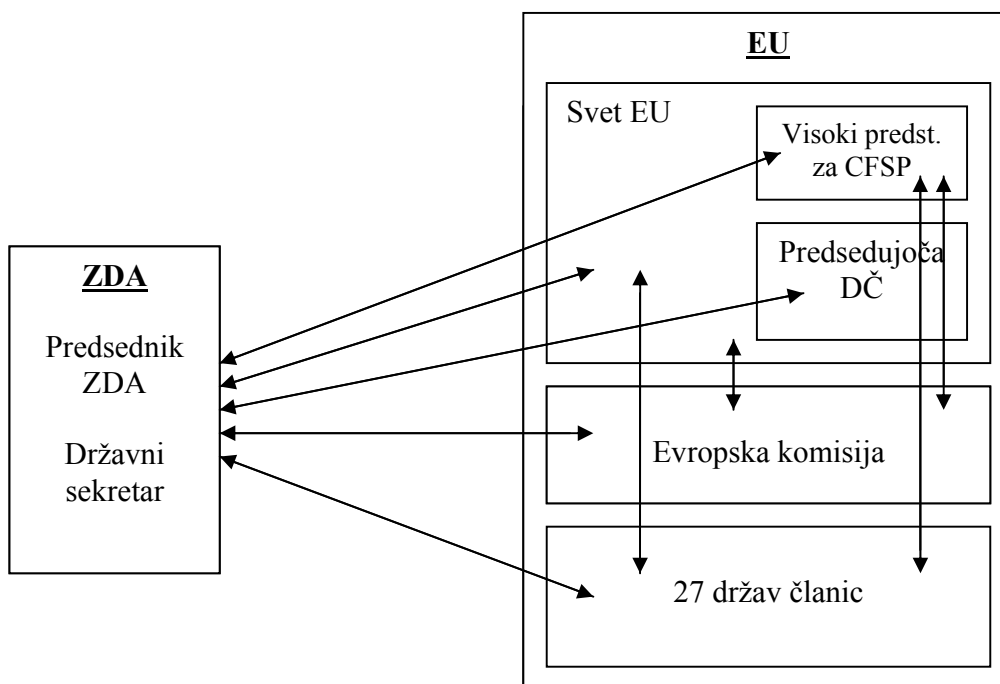 ZDA
Predsednik
ZDA
Državni
sekretar
EU
Svet EU
Visoki predst.
za CFSP
Predsedujoča
DČ
Evropska komisija
27 držav članic